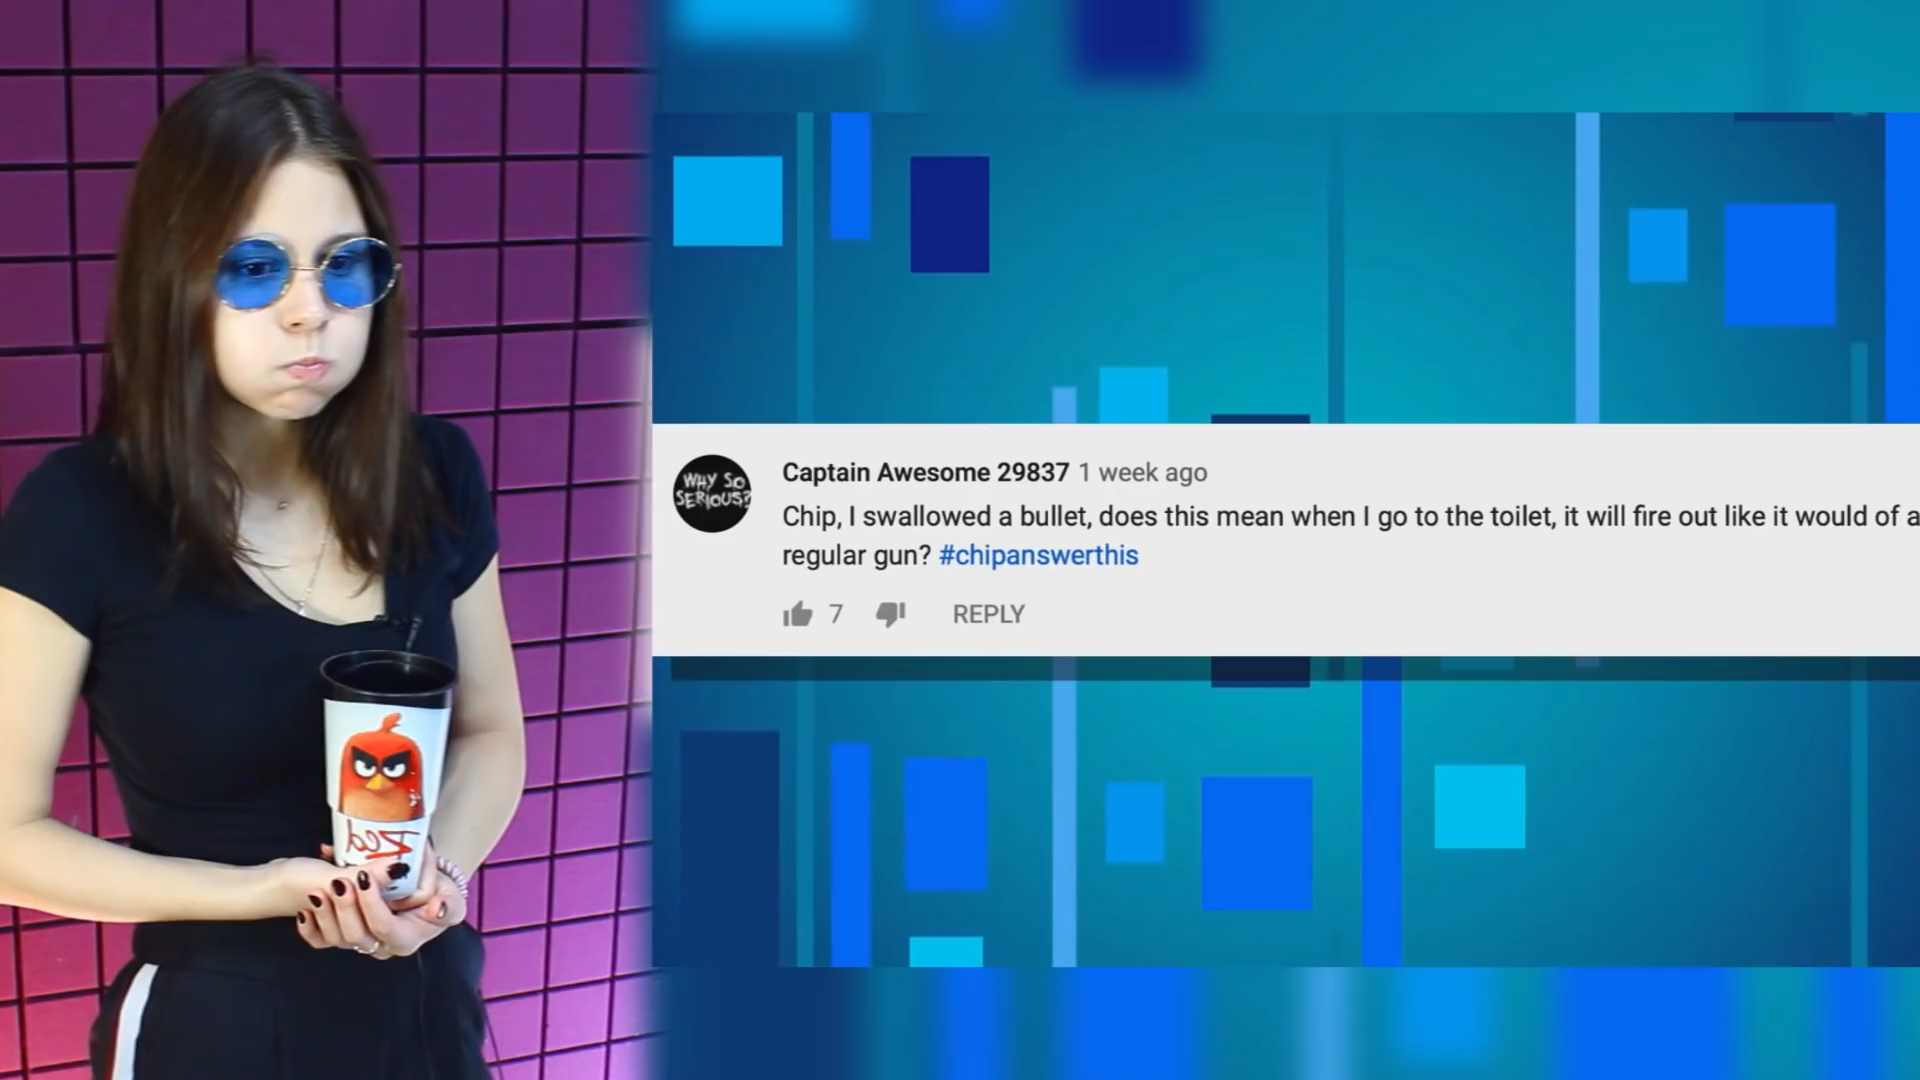 WHY SO
SERIOUS?
Captain Awesome 29837 1 week ago
Chip, I swallowed a bullet, does this mean when I go to the toilet, it will fire out like it would of a
regular gun? #chipanswerthis
7
REPLY
Red